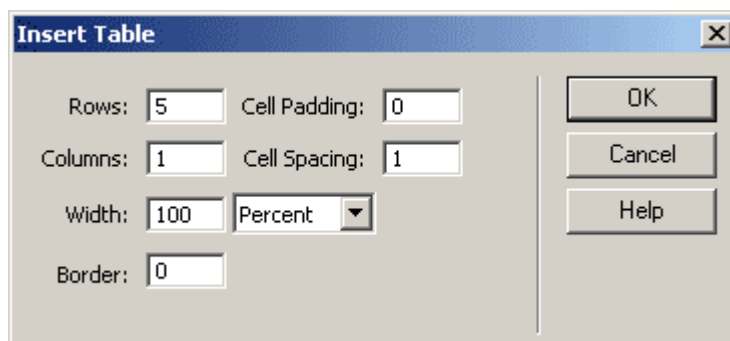 Insert Table
Rows: 5 Cell Padding: 0 OK
Columns: 1 Cell Spacing: 1 Cancel
Width: 100 Percent Help
Border: 0